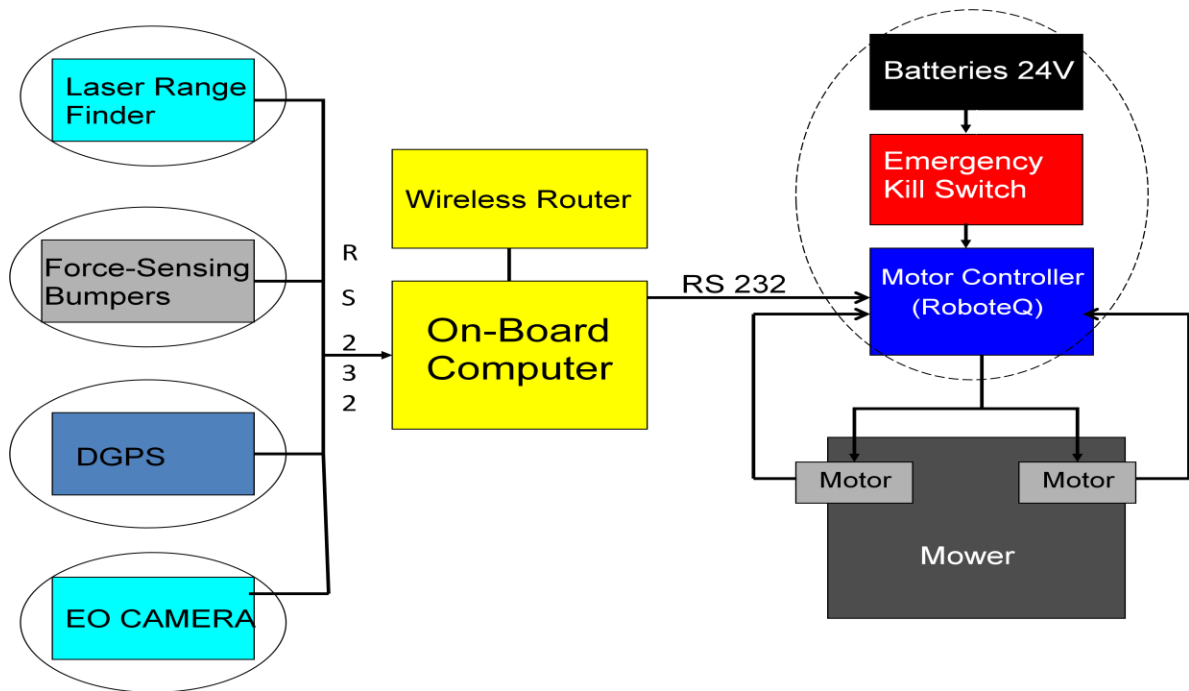 Laser Range
Finder
Force-Sensing
Bumpers
DGPS
EO CAMERA
R
S
2
3
2
Wireless Router
On-Board
Computer
RS 232
Batteries 24V
Emergency
Kill Switch
Motor Controller
(RoboteQ)
Motor
Motor
Mower